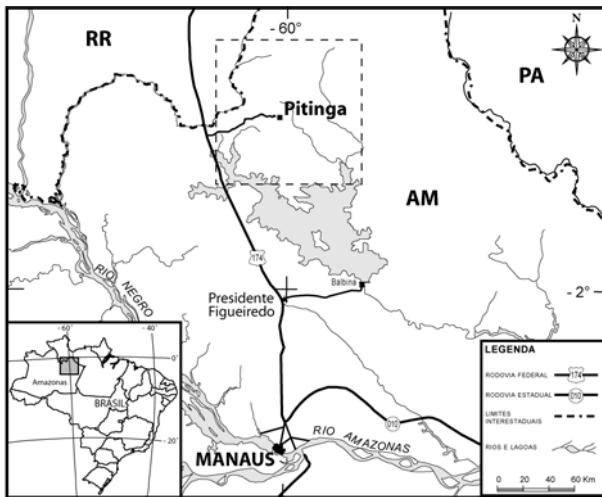 - 60°
N
RR
PA
Pitinga
AM
RIO NEGRO
174
Balbina
Presidente
Figueiredo
- 2°
- 60°
- 40°
0°
Amazonas
BRASIL
- 20°
LEGENDA
RODOVIA FEDERAL
174
RODOVIA ESTADUAL
010
LIMITES
INTERESTADUAIS
RIOS E LAGOAS
0 20 40 60 Km
010
RIO AMAZONAS
MANAUS